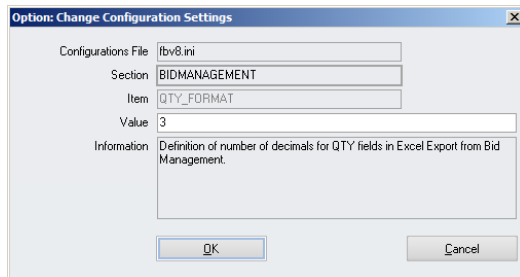 Option: Change Configuration Settings
Configurations File fbv8.ini
Section BIDMANAGEMENT
Item QTY_FORMAT
Value 3
Information Definition of number of decimals for QTY fields in Excel Export from Bid
Management.
OK Cancel